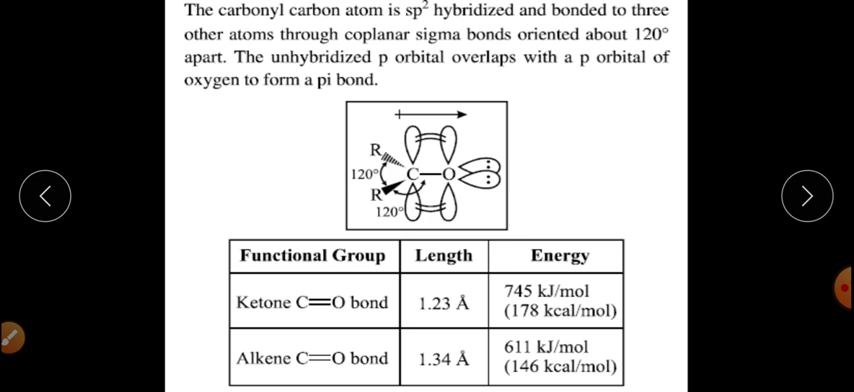 The carbonyl carbon atom is sp² hybridized and bonded to three
other atoms through coplanar sigma bonds oriented about 120°
apart. The unhybridized p orbital overlaps with a p orbital of
oxygen to form a pi bond.
R
120°
C—O
R
120°
Functional Group Length Energy
Ketone C=O bond 1.23 Å 745 kJ/mol
(178 kcal/mol)
Alkene C=O bond 1.34 Å 611 kJ/mol
(146 kcal/mol)